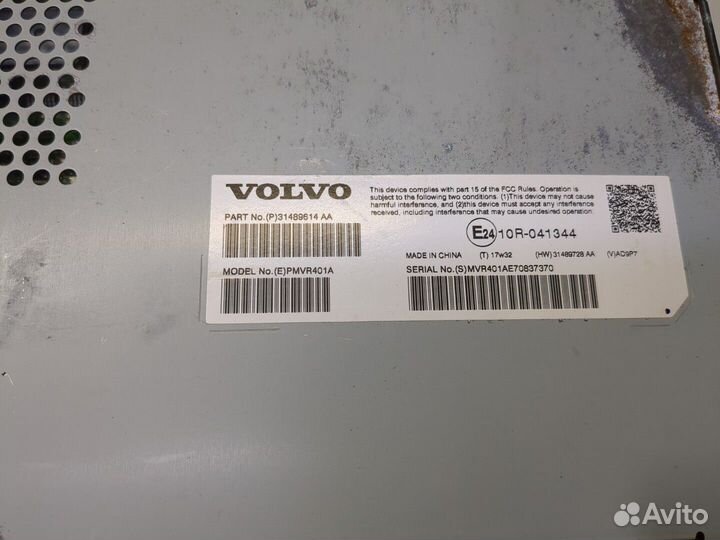 VOLVO
This device complies with part 15 of the FCC Rules. Operation is
subject to the following two conditions. (1)This device may not cause
harmful interference, and (2)this device must accept any interference
received, including interference that may cause undesired operation.
PART No.(P)31489614 AA
E24 10R-041344
MADE IN CHINA (T) 17w32 (HW) 31489728 AA (V)AD9P7
MODEL No.(E)PMVR401A
SERIAL No.(S)MVR401AE70837370
Avito